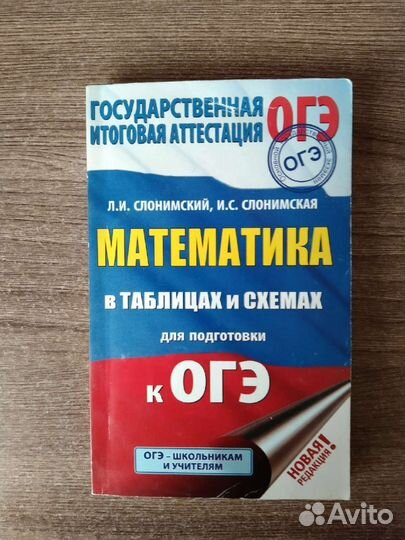 ГОСУДАРСТВЕННАЯ
ИТОГОВАЯ АТТЕСТАЦИЯ
ОГЭ
ОГЭ
Л.И. СЛОНИМСКИЙ, И.С. СЛОНИМСКАЯ
МАТЕМАТИКА
в ТАБЛИЦАХ и СХЕМАХ
для подготовки
к ОГЭ
ОГЭ – ШКОЛЬНИКАМ
И УЧИТЕЛЯМ
НОВАЯ
РЕДАКЦИЯ!
Avito